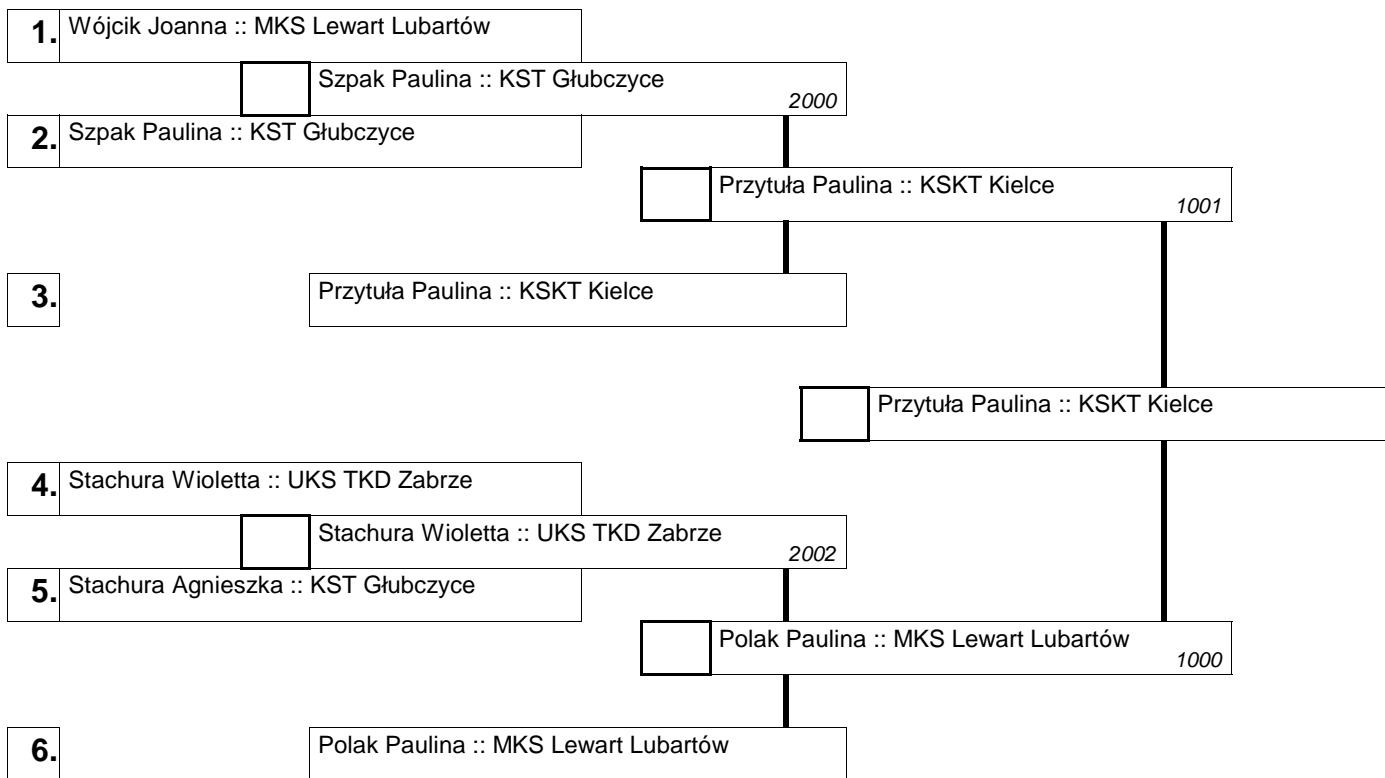 1. Wójcik Joanna :: MKS Lewart Lubartów
Szpak Paulina :: KST Głubczyce
2000
2. Szpak Paulina :: KST Głubczyce
Przytuła Paulina :: KSKT Kielce
1001
3. Przytuła Paulina :: KSKT Kielce
Przytuła Paulina :: KSKT Kielce
4. Stachura Wioletta :: UKS TKD Zabrze
Stachura Wioletta :: UKS TKD Zabrze
2002
5. Stachura Agnieszka :: KST Głubczyce
Polak Paulina :: MKS Lewart Lubartów
1000
6. Polak Paulina :: MKS Lewart Lubartów